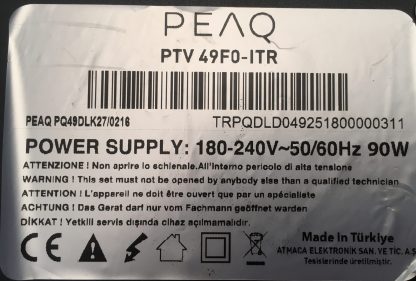 PEAQ
PTV 49F0-ITR
PEAQ PQ49DLK27/0216
TRPQDLD049251800000311
POWER SUPPLY: 180-240V~50/60Hz 90W
ATTENZIONE ! Non aprire lo schienale.All'interno pericolo di alta tensione
WARNING ! This set must not be opened by anybody else than a qualified technician
ATTENTION ! L'apareil ne doit être ouvert que par un spécialiste
ACHTUNG ! Das Gerat darf nur vom Fachmann geöffnet warden
DİKKAT ! Yetkili servis dışında cihaz açılmamalıdır.
CE
Made in Türkiye
ATMACA ELEKTRONİK SAN. VE TİC. A.Ş
Tesislerinde üretilmiştir.